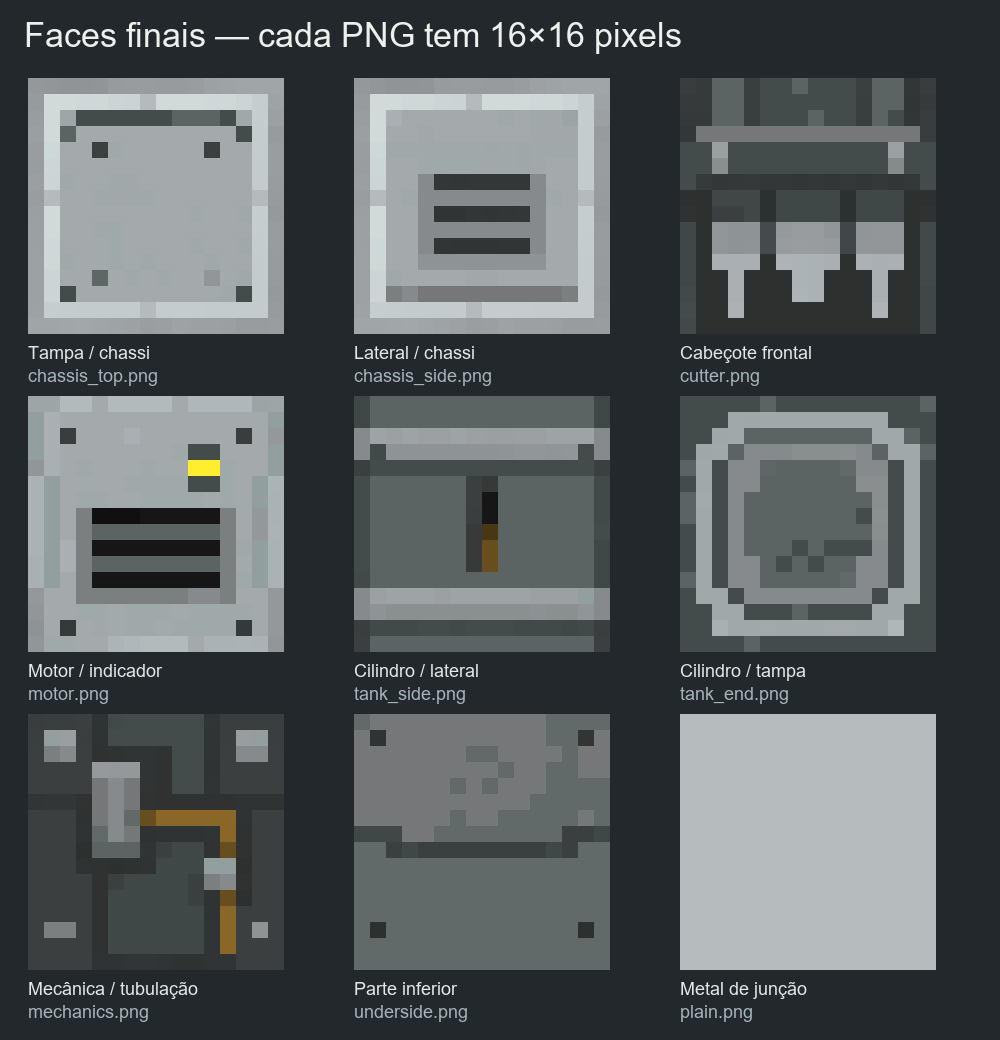 Faces finais — cada PNG tem 16×16 pixels
Tampa / chassi
chassis_top.png
Lateral / chassi
chassis_side.png
Cabeçote frontal
cutter.png
Motor / indicador
motor.png
Cilindro / lateral
tank_side.png
Cilindro / tampa
tank_end.png
Mecânica / tubulação
mechanics.png
Parte inferior
underside.png
Metal de junção
plain.png